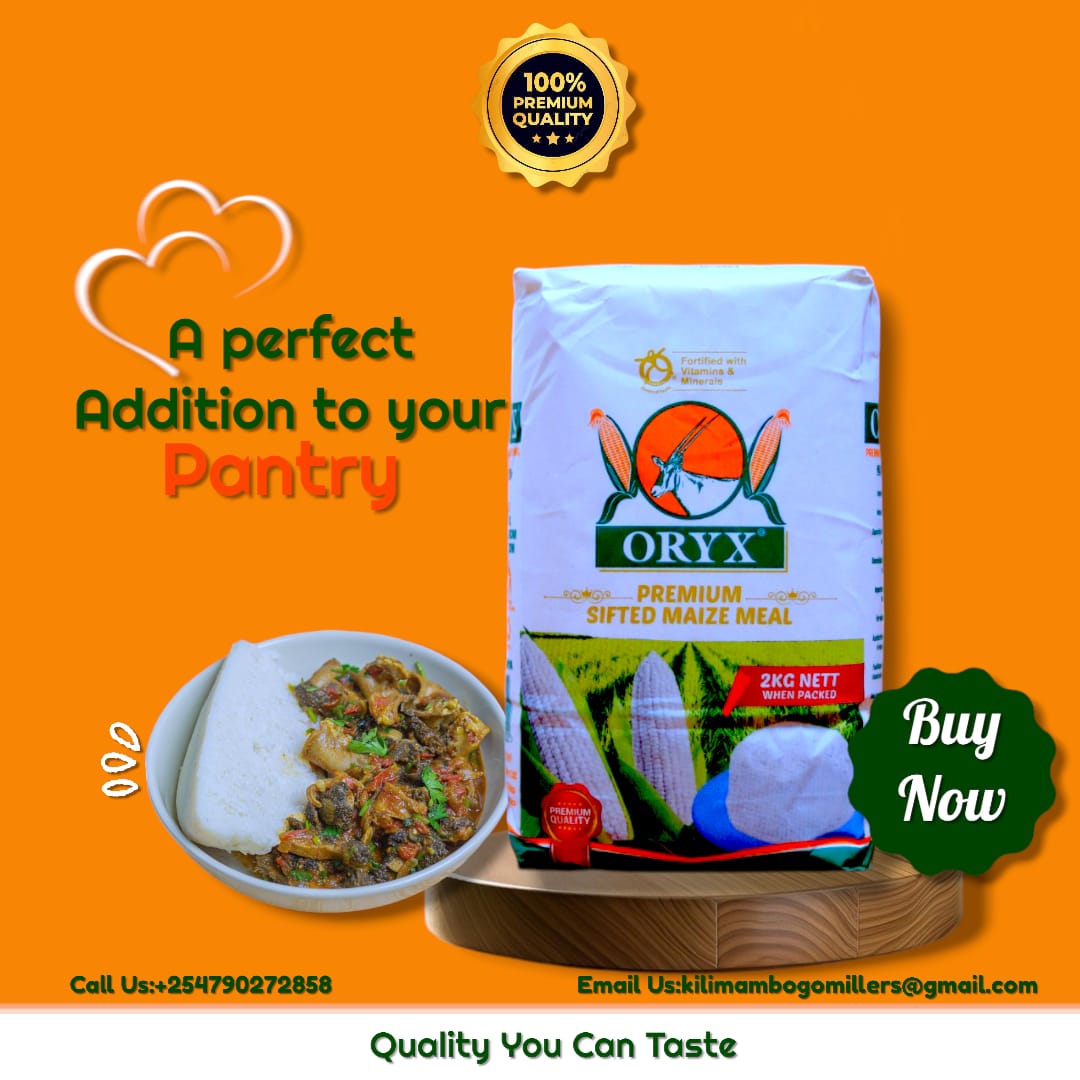 100%
PREMIUM
QUALITY
A perfect
Addition to your
Pantry
Fortified with
Vitamins &
Minerals
ORYX®
PREMIUM
SIFTED MAIZE MEAL
2KG NETT
WHEN PACKED
PREMIUM
QUALITY
Buy
Now
Call Us:+254790272858
Email Us:kilimambogomillers@gmail.com
Quality You Can Taste